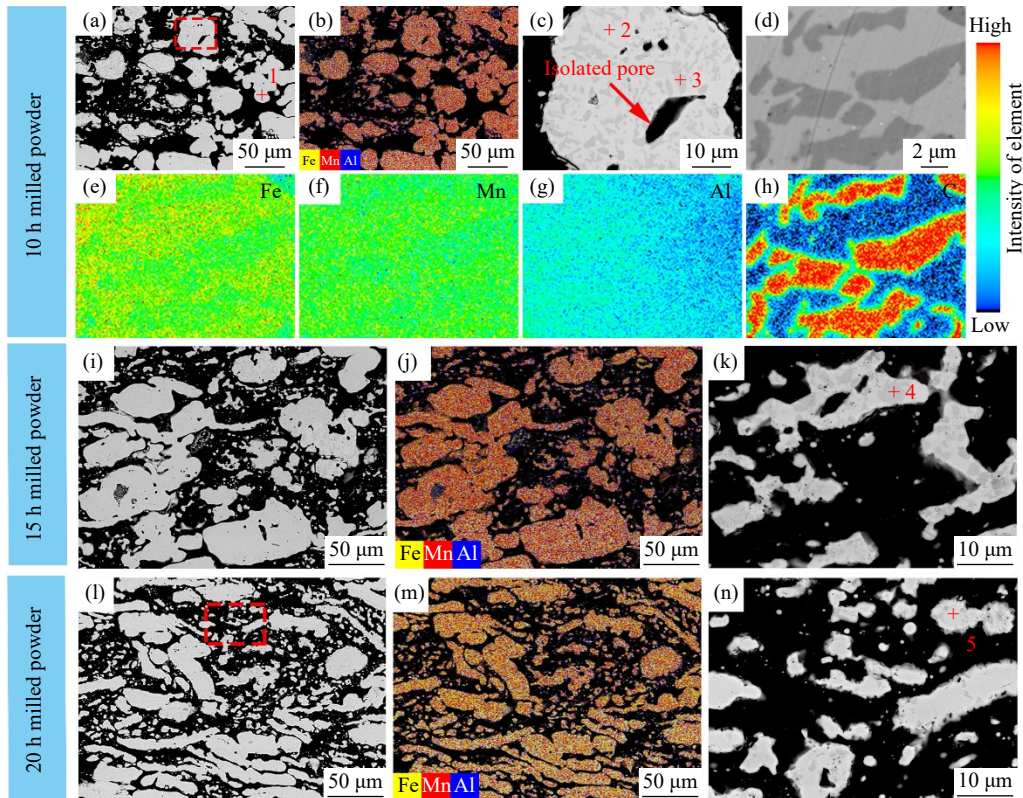 10 h milled powder
(a)
1
+
50 μm
(b)
Fe Mn Al
50 μm
(c)
+ 2
+ 3
Isolated pore
10 μm
(d)
2 μm
High
Intensity of element
Low
(e)
Fe
(f)
Mn
(g)
Al
(h)
C
15 h milled powder
(i)
50 μm
(j)
Fe Mn Al
50 μm
(k)
+ 4
10 μm
20 h milled powder
(l)
50 μm
(m)
Fe Mn Al
50 μm
(n)
+
5
10 μm